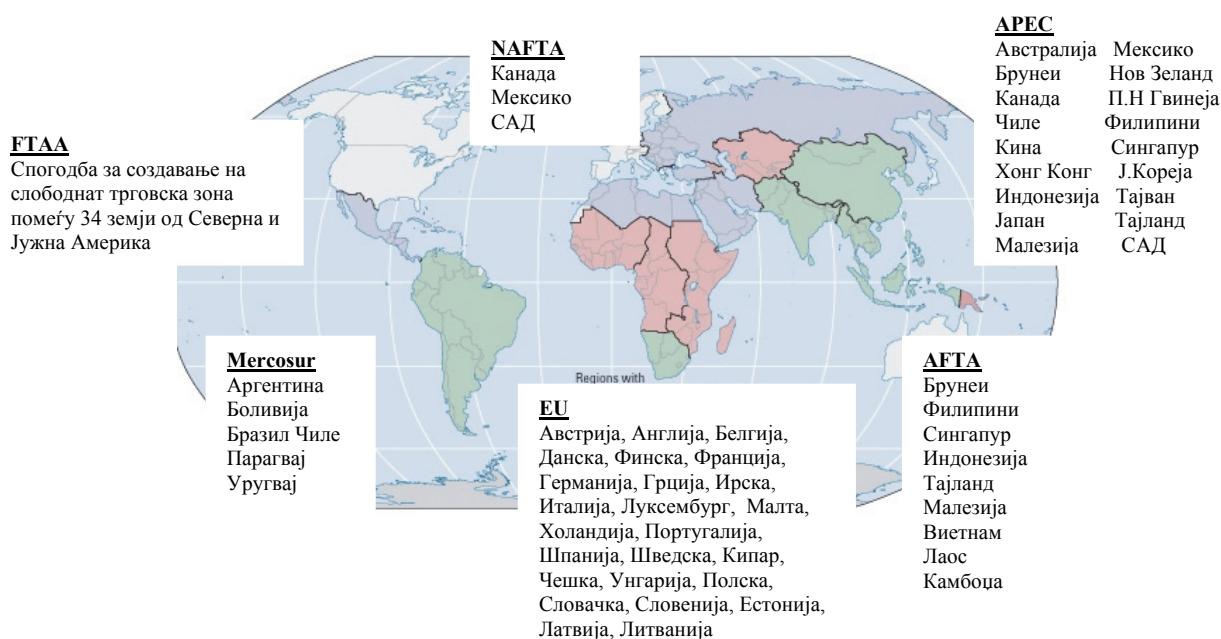 NAFTA
Канада
Мексико
САД
APEC
Австралија Мексико
Брунеи Нов Зеланд
Канада П.Н Гвинеја
Чиле Филипини
Кина Сингапур
Хонг Конг Ј.Кореја
Индонезија Тајван
Јапан Тајланд
Малезија САД
FTAA
Спогодба за создавање на
слободнат трговска зона
помеѓу 34 земји од Северна и
Јужна Америка
Mercosur
Аргентина
Боливија
Бразил Чиле
Парагвај
Уругвај
Regions with
EU
Австрија, Англија, Белгија,
Данска, Финска, Франција,
Германија, Грција, Ирска,
Италија, Луксембург, Малта,
Холандија, Португалија,
Шпанија, Шведска, Кипар,
Чешка, Унгарија, Полска,
Словачка, Словенија, Естонија,
Латвија, Литванија
AFTA
Брунеи
Филипини
Сингапур
Индонезија
Тајланд
Малезија
Виетнам
Лаос
Камбоџа